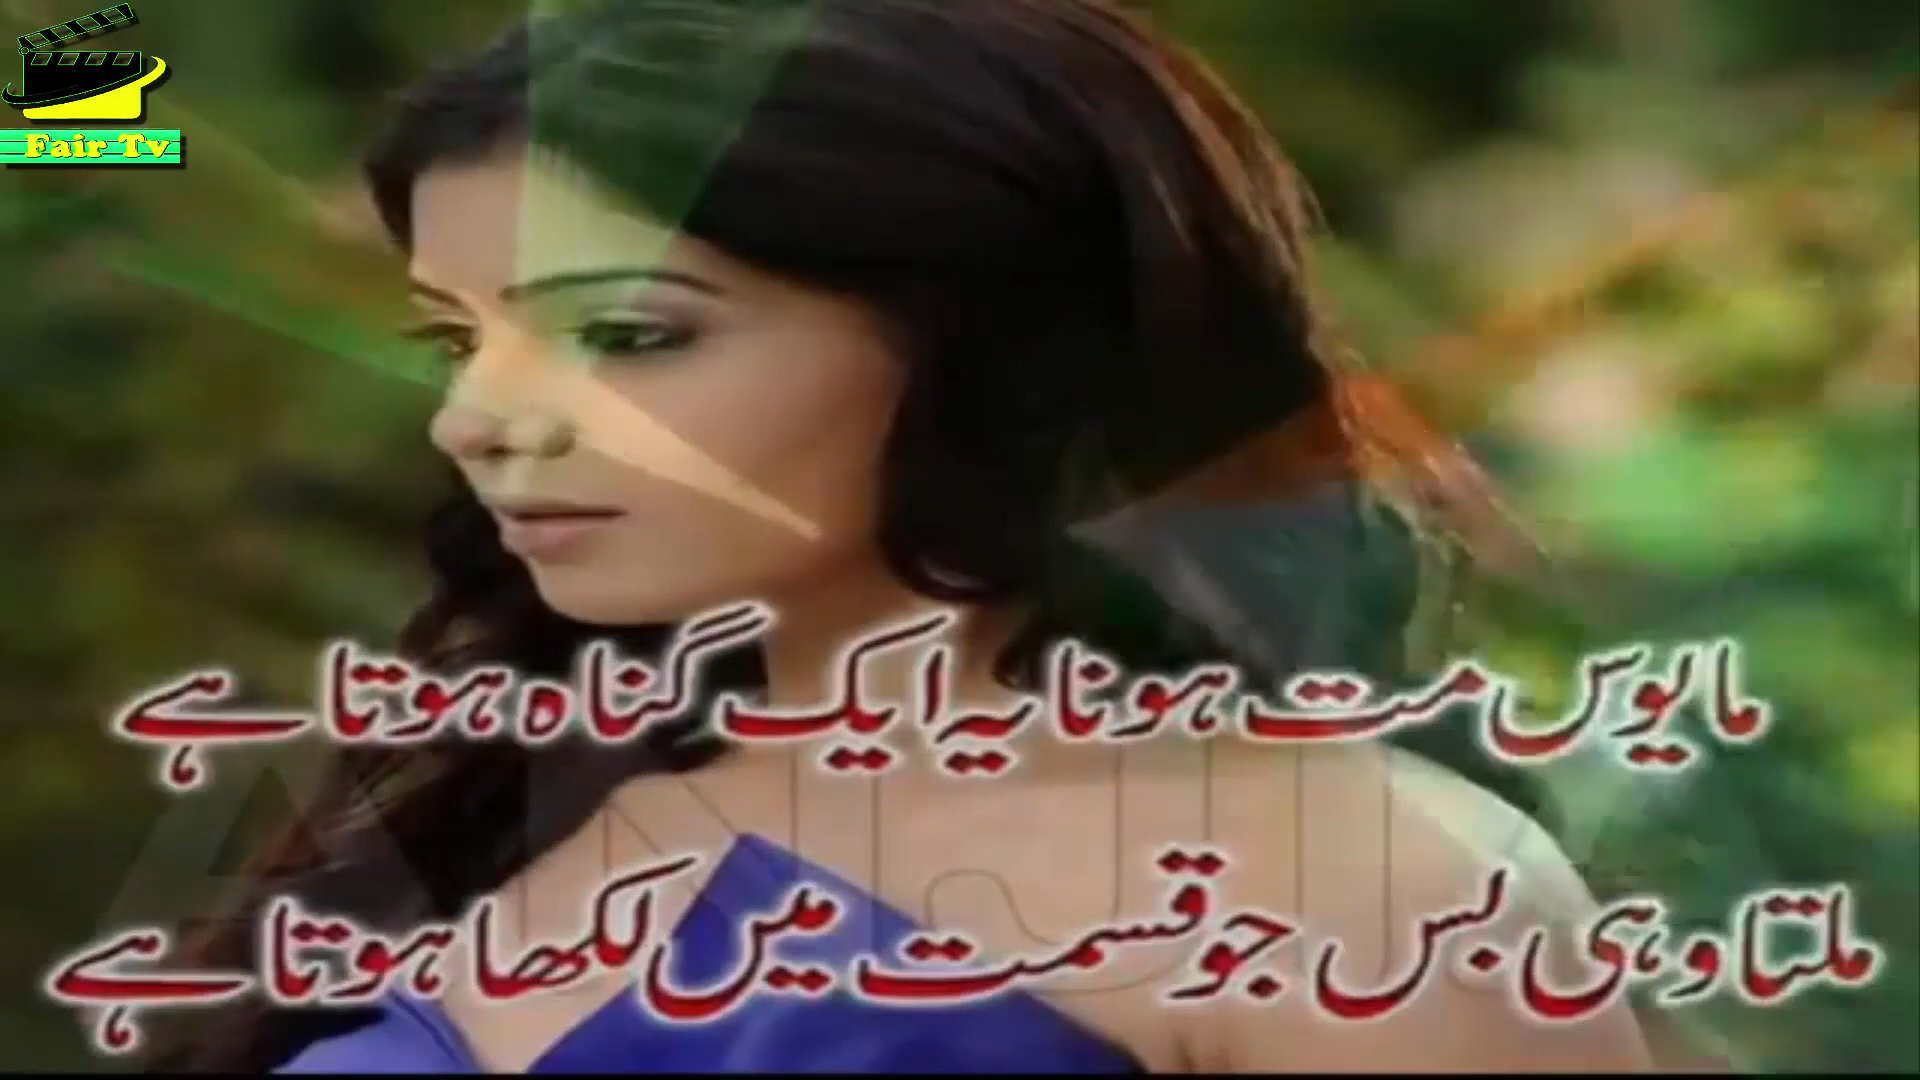 Fair Tv
مایوس مت ہونا یہ ایک گناہ ہوتا ہے
ملتا وہی بس جو قسمت میں لکھا ہوتا ہے